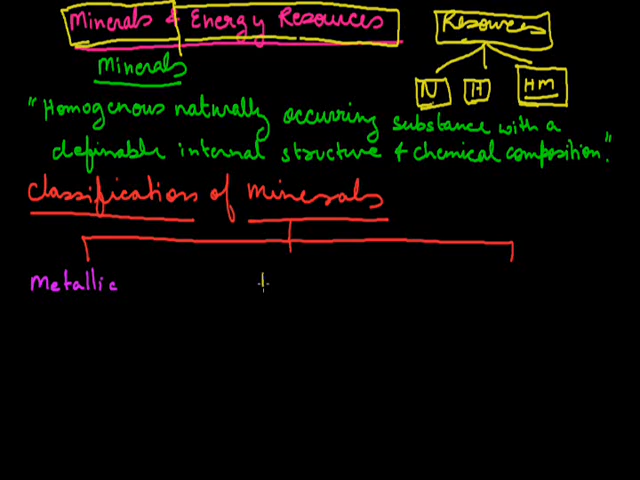 Minerals & Energy Resources
Resources
Minerals
N H HM
"Homogenous naturally occurring substance with a
definable internal structure & chemical composition."
Classification of Minerals
Metallic